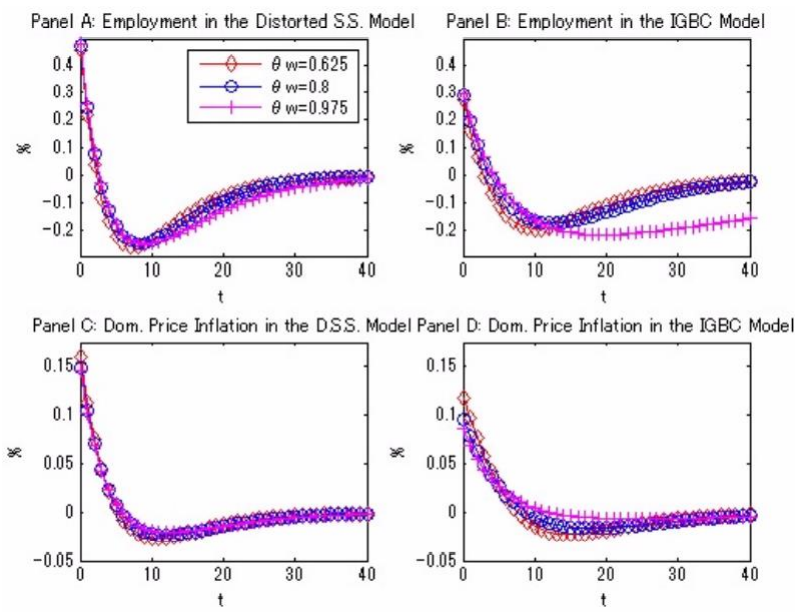 Panel A: Employment in the Distorted S.S. Model
Panel B: Employment in the IGBC Model
0.4
0.3
0.2
0.1
0
-0.1
-0.2
%
θ w=0.625
θ w=0.8
θ w=0.975
0 10 20 30 40
t
0.4
0.3
0.2
0.1
0
-0.1
-0.2
%
0 10 20 30 40
t
Panel C: Dom. Price Inflation in the D.S.S. Model
Panel D: Dom. Price Inflation in the IGBC Model
0.15
0.1
0.05
0
-0.05
%
0 10 20 30 40
t
0.15
0.1
0.05
0
-0.05
%
0 10 20 30 40
t